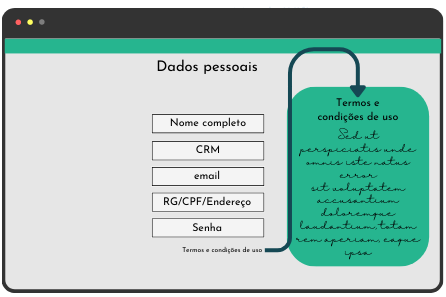 Dados pessoais
Nome completo
CRM
email
RG/CPF/Endereço
Senha
Termos e condições de uso
Termos e
condições de uso
Sed ut
perspiciatis unde
omnis iste natus
error
sit voluptatem
accusantium
doloremque
laudantium, totam
rem aperiam, eaque
ipsa